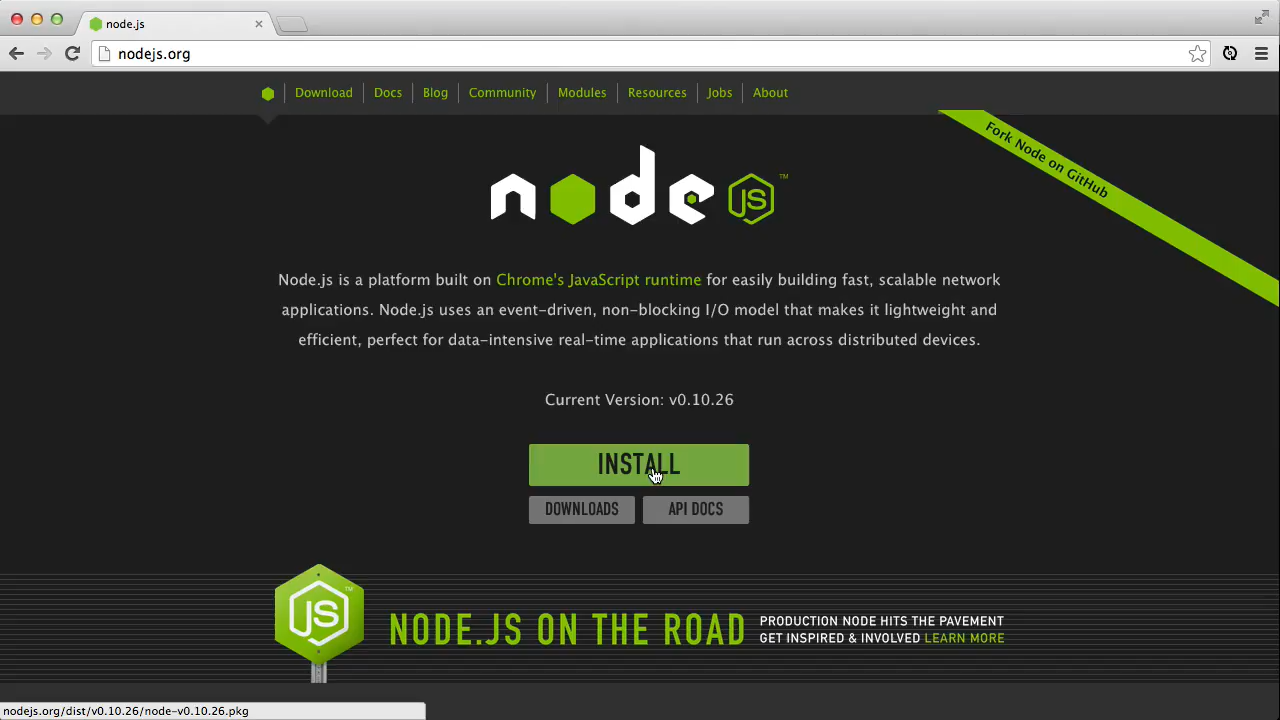 node.js
nodejs.org
Download Docs Blog Community Modules Resources Jobs About
Fork Node on GitHub
node JS™
Node.js is a platform built on Chrome's JavaScript runtime for easily building fast, scalable network
applications. Node.js uses an event-driven, non-blocking I/O model that makes it lightweight and
efficient, perfect for data-intensive real-time applications that run across distributed devices.
Current Version: v0.10.26
INSTALL
DOWNLOADS API DOCS
JS™
NODE.JS ON THE ROAD
PRODUCTION NODE HITS THE PAVEMENT
GET INSPIRED & INVOLVED LEARN MORE
nodejs.org/dist/v0.10.26/node-v0.10.26.pkg